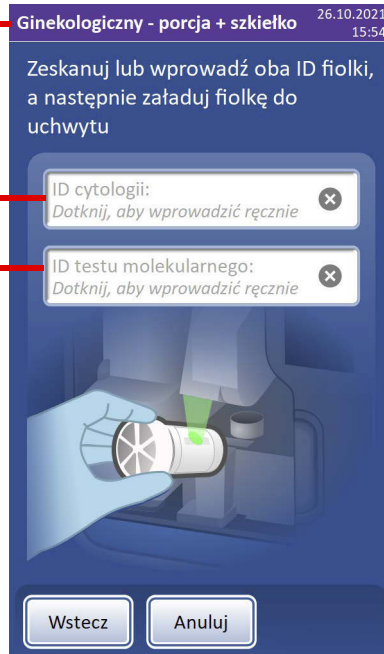 Ginekologiczny - porcja + szkiełko
26.10.2021
15:54
Zeskanuj lub wprowadź oba ID fiolki,
a następnie załaduj fiolkę do
uchwytu
ID cytologii:
Dotknij, aby wprowadzić ręcznie
ID testu molekularnego:
Dotknij, aby wprowadzić ręcznie
Wstecz
Anuluj